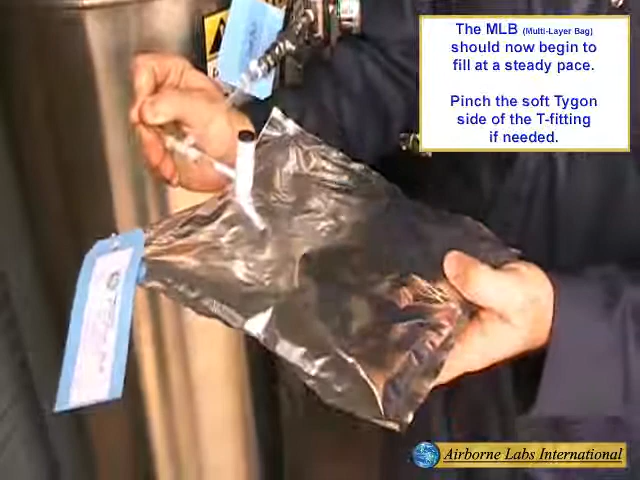 The MLB (Multi-Layer Bag)
should now begin to
fill at a steady pace.
Pinch the soft Tygon
side of the T-fitting
if needed.
Airborne Labs International